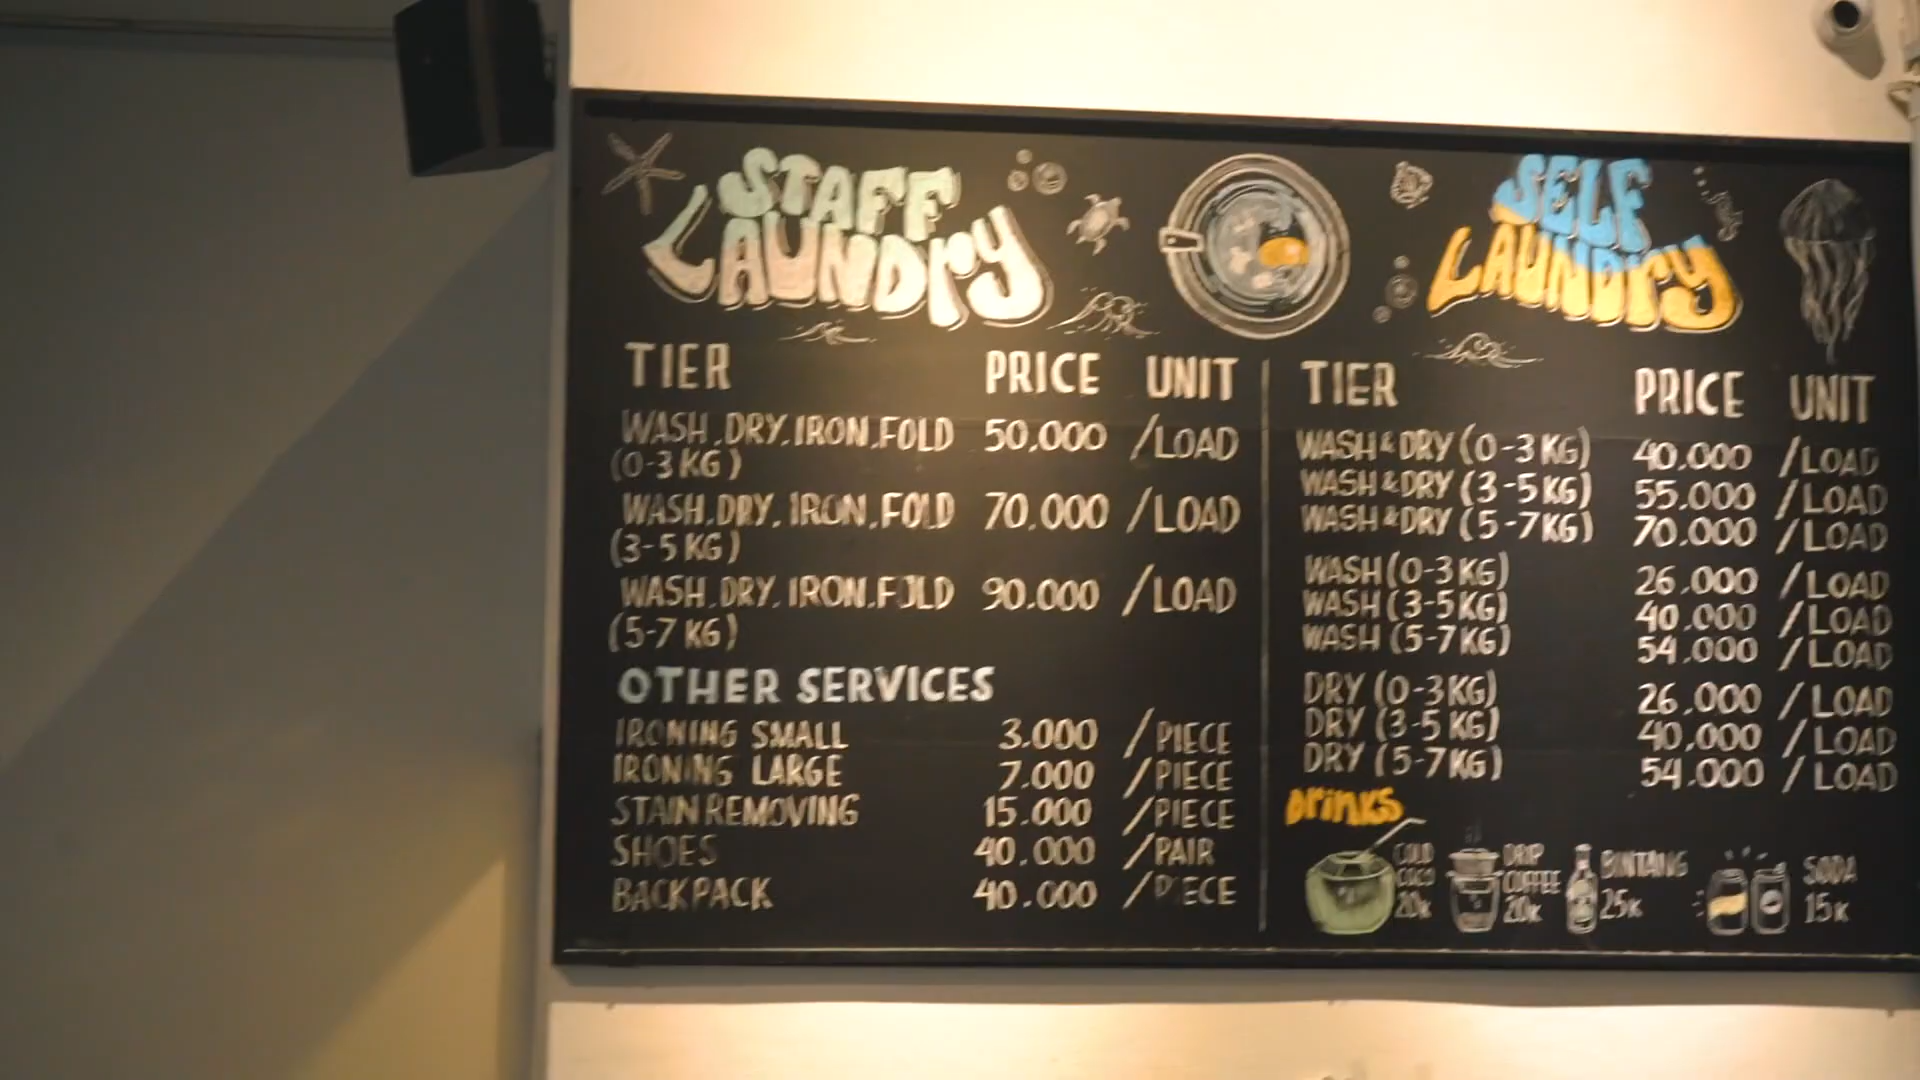 STAFF
LAUNDRY
TIER PRICE UNIT
WASH.DRY.IRON.FOLD 50.000 /LOAD
(0-3 KG)
WASH.DRY.IRON.FOLD 70.000 /LOAD
(3-5 KG)
WASH.DRY.IRON.FOLD 90.000 /LOAD
(5-7 KG)
OTHER SERVICES
IRONING SMALL 3.000 /PIECE
IRONING LARGE 7.000 /PIECE
STAIN REMOVING 15.000 /PIECE
SHOES 40.000 /PAIR
BACKPACK 40.000 /PIECE
SELF
LAUNDRY
TIER PRICE UNIT
WASH & DRY (0-3 KG) 40.000 /LOAD
WASH & DRY (3-5 KG) 55.000 /LOAD
WASH & DRY (5-7 KG) 70.000 /LOAD
WASH (0-3 KG) 26.000 /LOAD
WASH (3-5 KG) 40.000 /LOAD
WASH (5-7 KG) 54.000 /LOAD
DRY (0-3 KG) 26.000 /LOAD
DRY (3-5 KG) 40.000 /LOAD
DRY (5-7 KG) 54.000 /LOAD
Drinks
COLD
COCO
20K
DRIP
COFFEE
20K
BINTANG
25K
SODA
15K